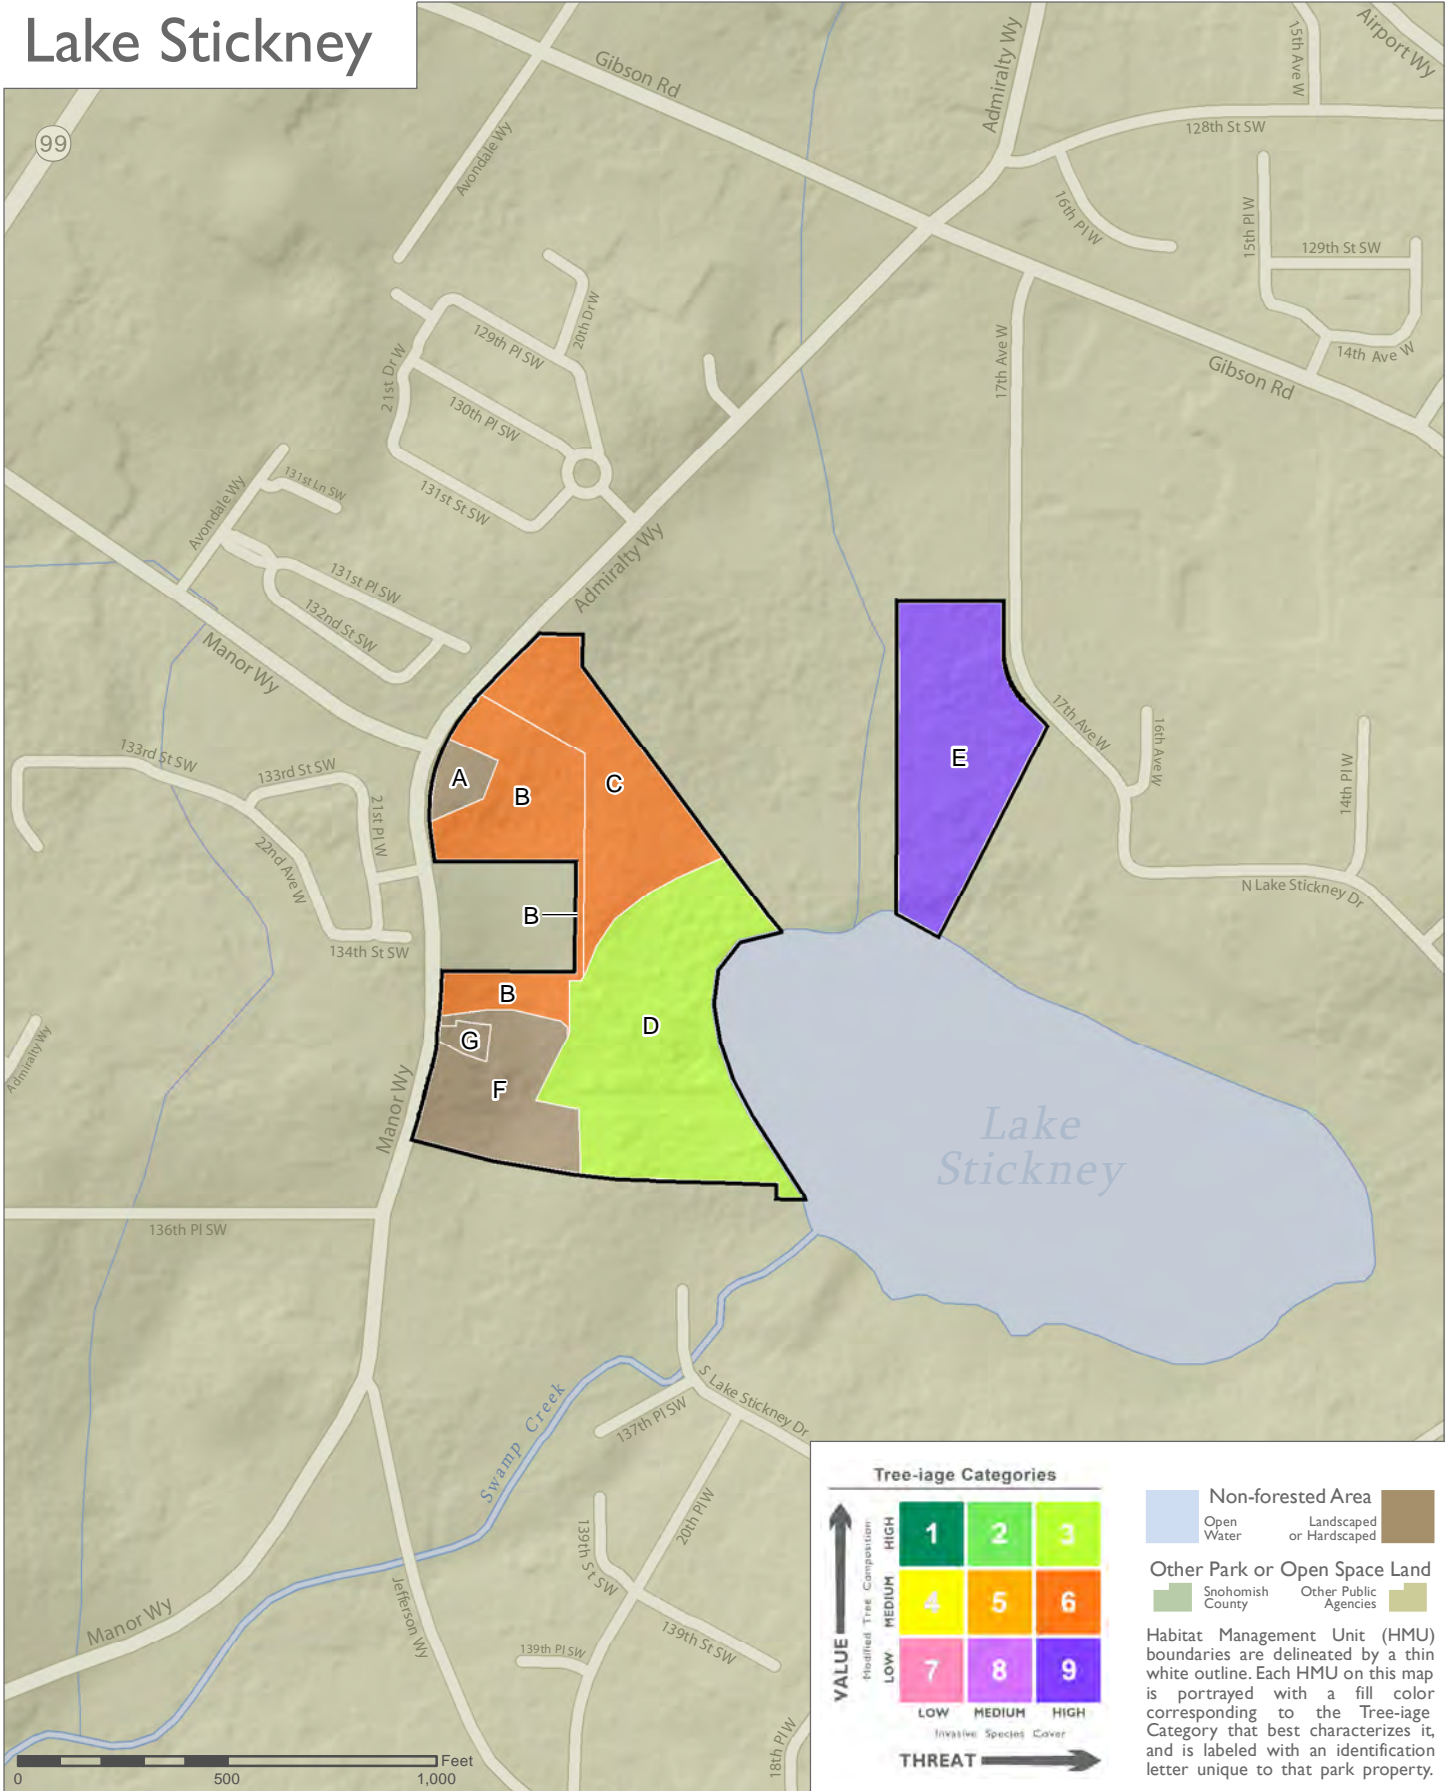 Lake Stickney
99
Gibson Rd
Admiralty Wy
15th Ave W
Airport Wy
Avondale Wy
128th St SW
16th Pl W
15th Pl W
129th St SW
14th Ave W
Gibson Rd
17th Ave W
20th Dr W
129th Pl SW
21st Dr W
130th Pl SW
131st St SW
Avondale Wy
131st Ln SW
131st Pl SW
132nd St SW
Admiralty Wy
Manor Wy
133rd St SW
133rd St SW
21st Pl W
22nd Ave W
134th St SW
17th Ave W
16th Ave W
14th Pl W
N Lake Stickney Dr
A
B
C
E
B
B
D
G
F
Admiralty Wy
Manor Wy
Lake
Stickney
136th Pl SW
Swamp Creek
S Lake Stickney Dr
137th Pl SW
20th Pl W
139th St SW
139th St SW
139th Pl SW
Jefferson Wy
Manor Wy
18th Pl W
0
500
1,000
Feet
Tree-iage Categories
VALUE
Modified Tree Composition
HIGH
MEDIUM
LOW
1 2 3
4 5 6
7 8 9
LOW MEDIUM HIGH
Invasive Species Cover
THREAT
Non-forested Area
Open
Water
Landscaped
or Hardscaped
Other Park or Open Space Land
Snohomish
County
Other Public
Agencies
Habitat Management Unit (HMU)
boundaries are delineated by a thin
white outline. Each HMU on this map
is portrayed with a fill color
corresponding to the Tree-iage
Category that best characterizes it,
and is labeled with an identification
letter unique to that park property.